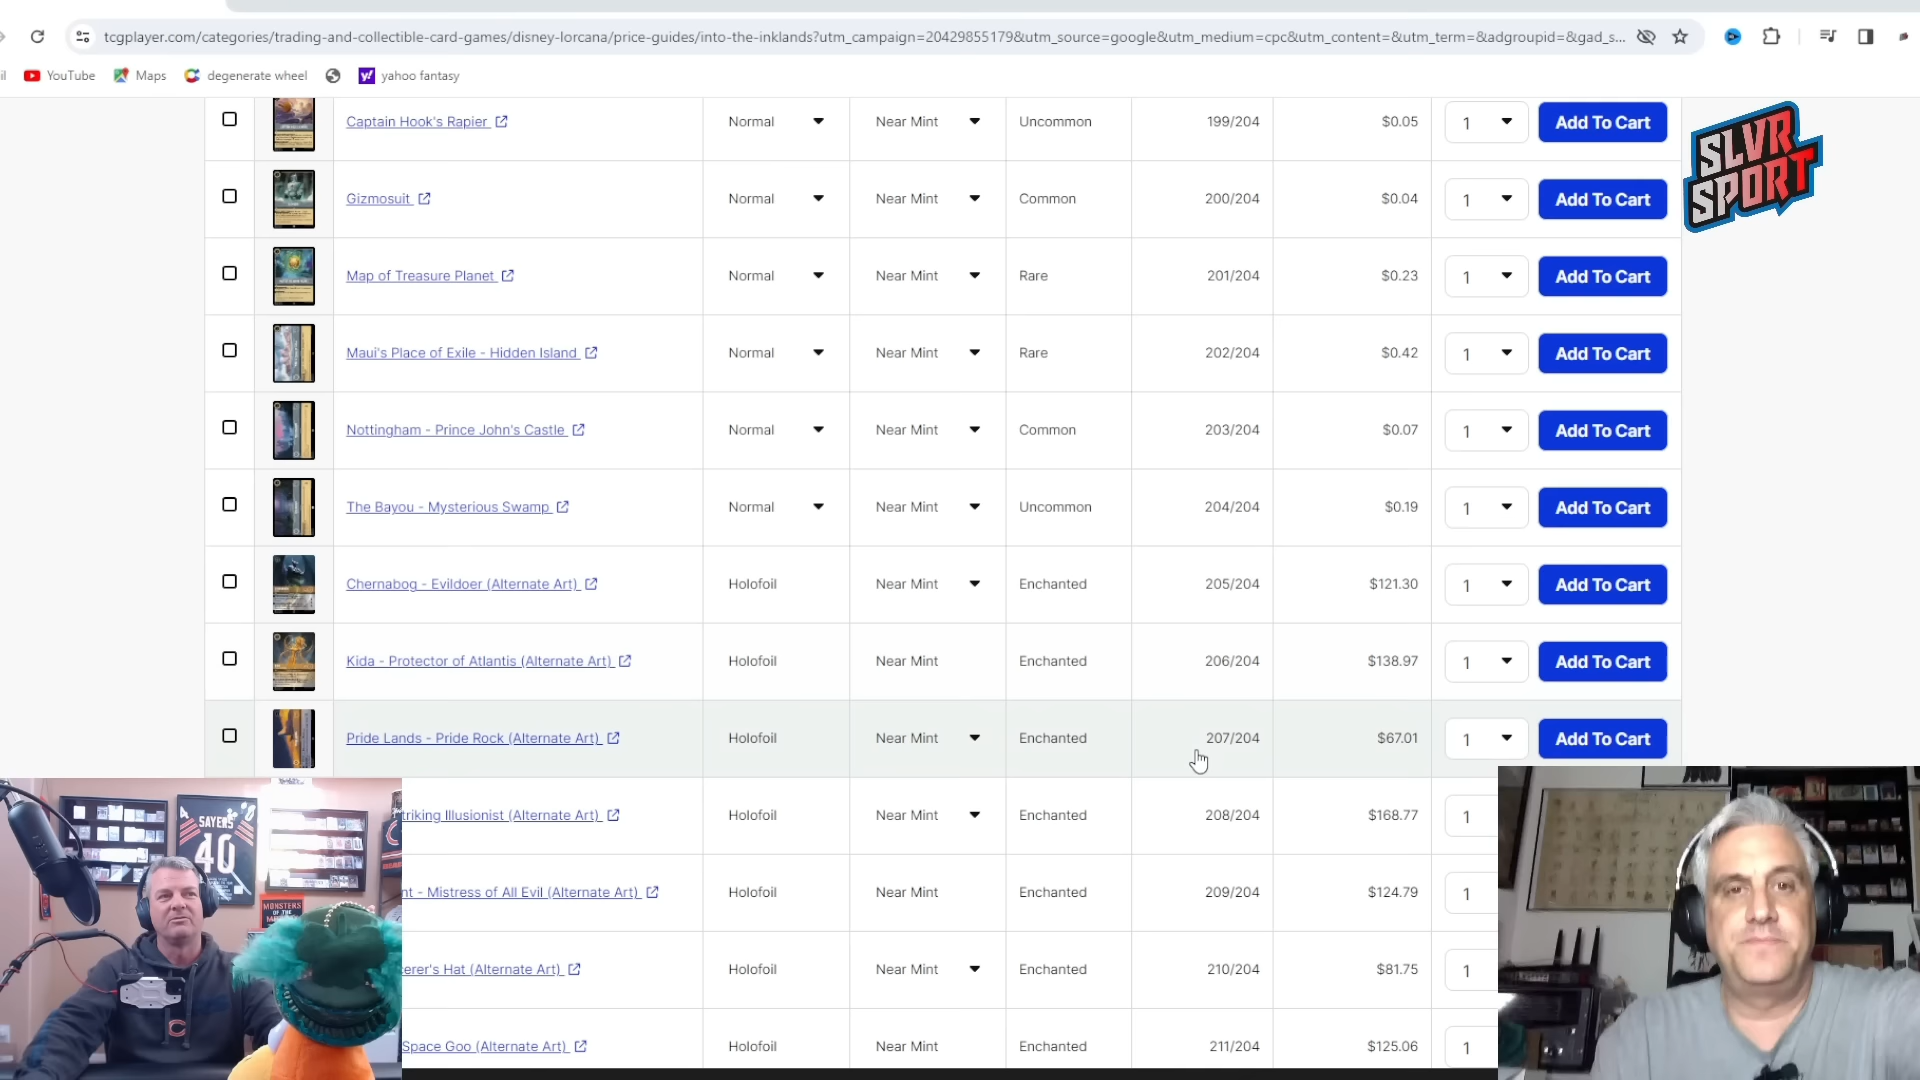 tcgplayer.com/categories/trading-and-collectible-card-games/disney-lorcana/price-guides/into-the-inklands?utm_campaign=20429855179&utm_source=google&utm_medium=cpc&utm_content=&utm_term=&adgroupid=&gad_s...
YouTube Maps degenerate wheel yahoo fantasy
Captain Hook's Rapier Normal Near Mint Uncommon 199/204 $0.05 1 Add To Cart
Gizmosuit Normal Near Mint Common 200/204 $0.04 1 Add To Cart
Map of Treasure Planet Normal Near Mint Rare 201/204 $0.23 1 Add To Cart
Maui's Place of Exile - Hidden Island Normal Near Mint Rare 202/204 $0.42 1 Add To Cart
Nottingham - Prince John's Castle Normal Near Mint Common 203/204 $0.07 1 Add To Cart
The Bayou - Mysterious Swamp Normal Near Mint Uncommon 204/204 $0.19 1 Add To Cart
Chernabog - Evildoer (Alternate Art) Holofoil Near Mint Enchanted 205/204 $121.30 1 Add To Cart
Kida - Protector of Atlantis (Alternate Art) Holofoil Near Mint Enchanted 206/204 $138.97 1 Add To Cart
Pride Lands - Pride Rock (Alternate Art) Holofoil Near Mint Enchanted 207/204 $67.01 1 Add To Cart
triking Illusionist (Alternate Art) Holofoil Near Mint Enchanted 208/204 $168.77 1
nt - Mistress of All Evil (Alternate Art) Holofoil Near Mint Enchanted 209/204 $124.79 1
erer's Hat (Alternate Art) Holofoil Near Mint Enchanted 210/204 $81.75 1
Space Goo (Alternate Art) Holofoil Near Mint Enchanted 211/204 $125.06 1
SLVR
SPORT
SAYERS
40
MONSTERS
OF THE